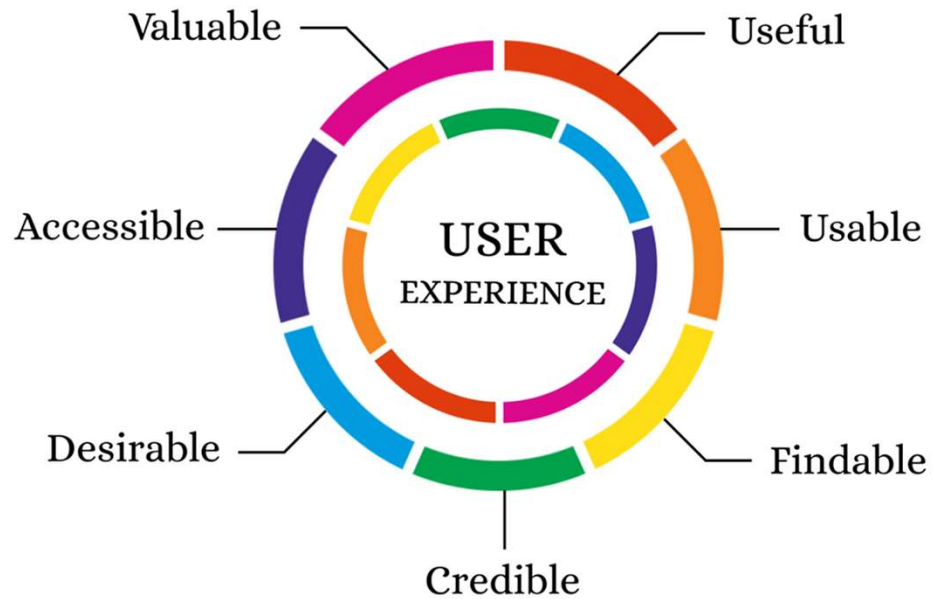 Valuable
Useful
Accessible
USER
EXPERIENCE
Usable
Desirable
Findable
Credible